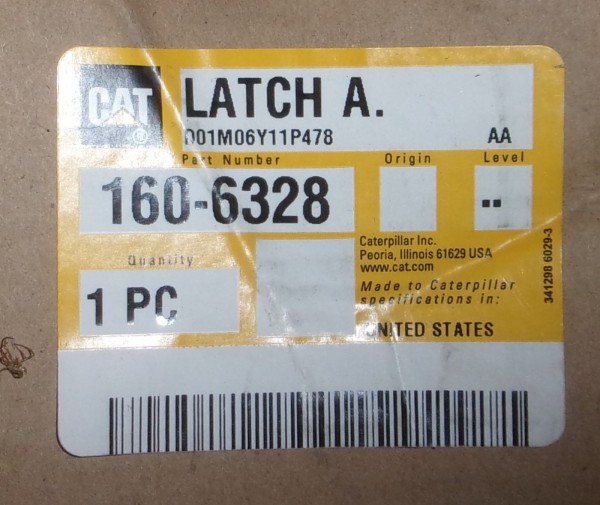 CAT
®
LATCH A.
D01M06Y11P478 AA
Part Number Origin Level
160-6328 --
Quantity
1 PC
Caterpillar Inc.
Peoria, Illinois 61629 USA
www.cat.com
Made to Caterpillar
specifications in:
UNITED STATES
341298 6029-3